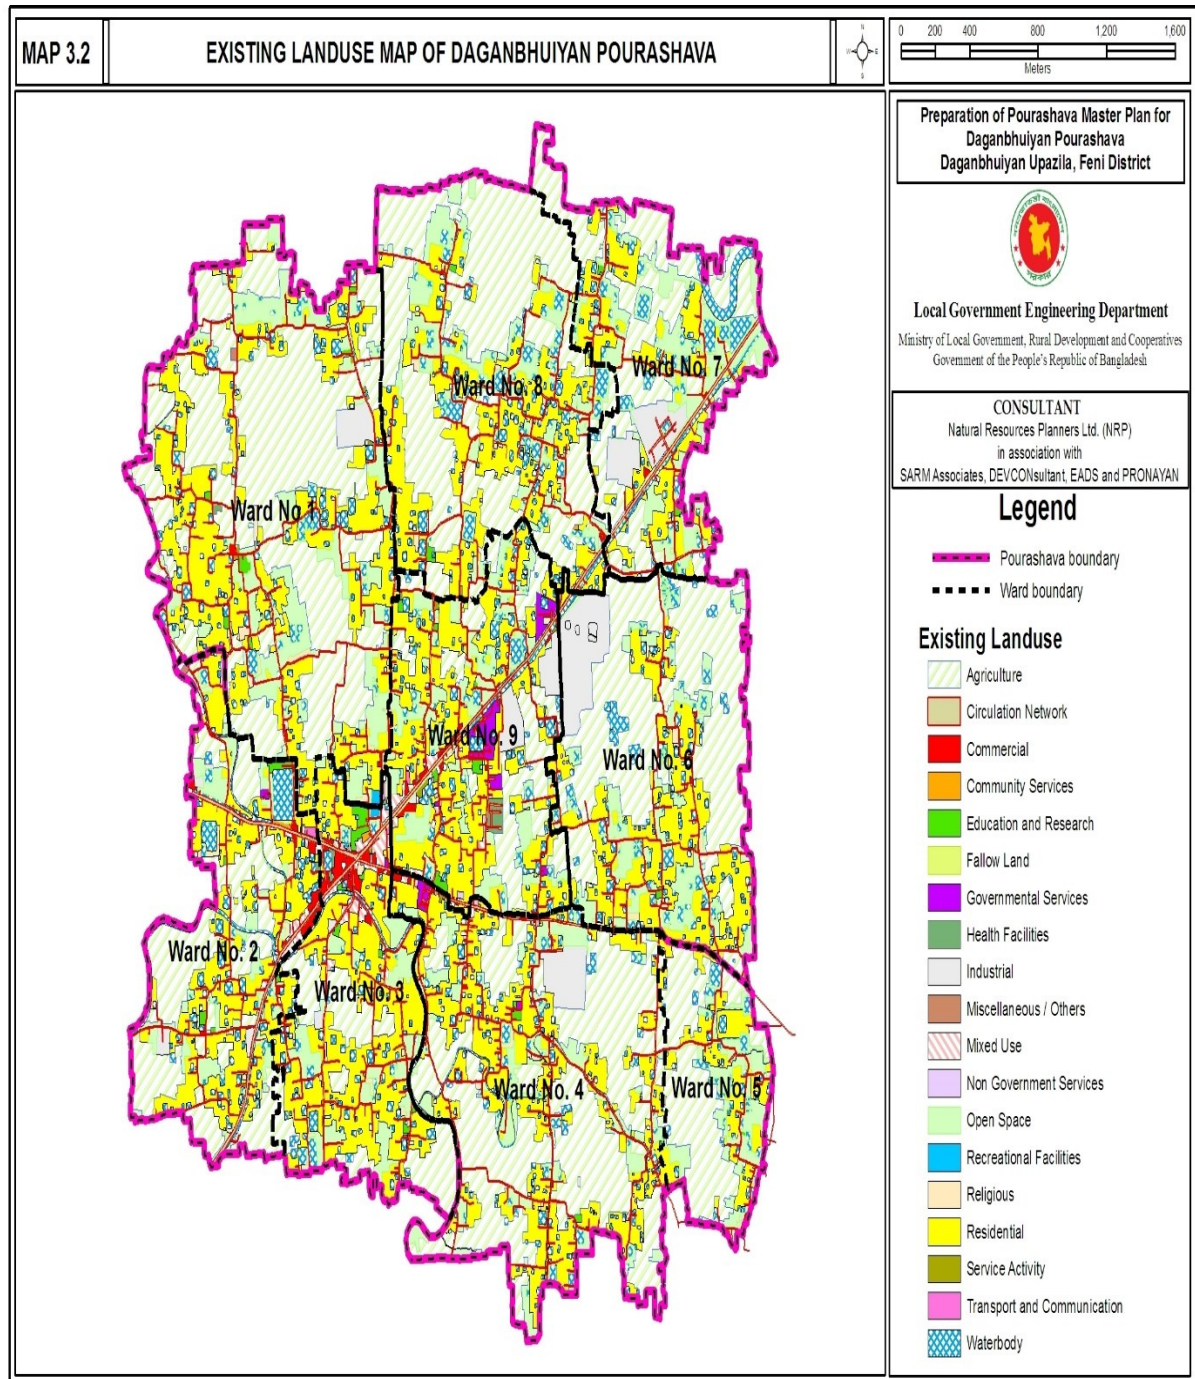 MAP 3.2
EXISTING LANDUSE MAP OF DAGANBHUIYAN POURASHAVA
N
W
E
S
0 200 400 800 1,200 1,600
Meters
Preparation of Pourashava Master Plan for
Daganbhuiyan Pourashava
Daganbhuiyan Upazila, Feni District
Local Government Engineering Department
Ministry of Local Government, Rural Development and Cooperatives
Government of the People's Republic of Bangladesh
CONSULTANT
Natural Resources Planners Ltd. (NRP)
in association with
SARM Associates, DEVCONsultant, EADS and PRONAYAN
Legend
Pourashava boundary
Ward boundary
Existing Landuse
Agriculture
Circulation Network
Commercial
Community Services
Education and Research
Fallow Land
Governmental Services
Health Facilities
Industrial
Miscellaneous / Others
Mixed Use
Non Government Services
Open Space
Recreational Facilities
Religious
Residential
Service Activity
Transport and Communication
Waterbody
Ward No. 7
Ward No. 8
Ward No 1
Ward No. 9
Ward No. 6
Ward No. 2
Ward No. 3
Ward No. 4
Ward No. 5